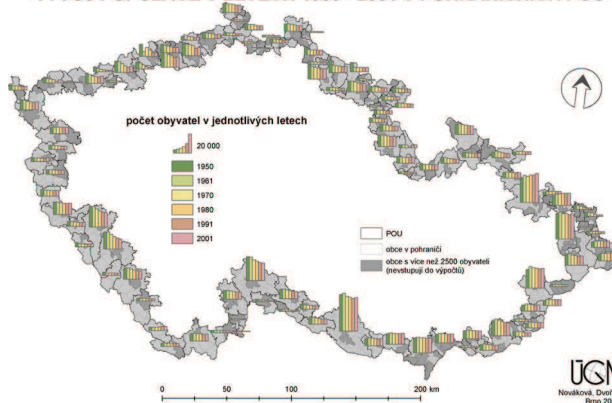 počet obyvatel v jednotlivých letech
20 000
1950
1961
1970
1980
1991
2001
POU
obce v pohraničí
obce s více než 2500 obyvateli
(nevstupují do výpočtů)
0 50 100 200 km
Nováková, Dvoř
Brno 20